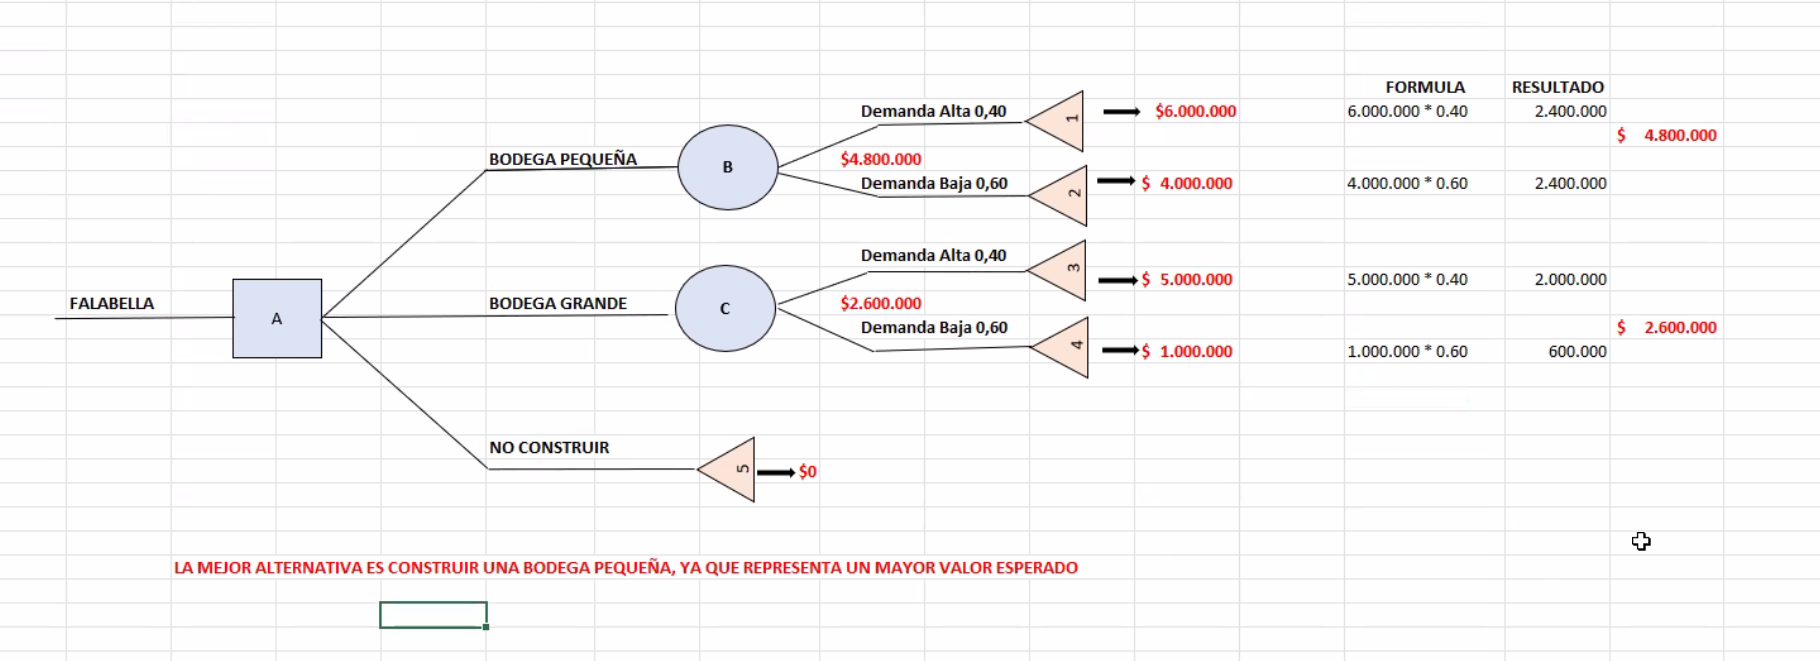 FORMULA RESULTADO
Demanda Alta 0,40 1 $6.000.000 6.000.000 * 0.40 2.400.000
$ 4.800.000
BODEGA PEQUEÑA B $4.800.000
Demanda Baja 0,60 2 $ 4.000.000 4.000.000 * 0.60 2.400.000
Demanda Alta 0,40 3 $ 5.000.000 5.000.000 * 0.40 2.000.000
FALABELLA A BODEGA GRANDE C $2.600.000
Demanda Baja 0,60 $ 2.600.000
4 $ 1.000.000 1.000.000 * 0.60 600.000
NO CONSTRUIR
5 $0
LA MEJOR ALTERNATIVA ES CONSTRUIR UNA BODEGA PEQUEÑA, YA QUE REPRESENTA UN MAYOR VALOR ESPERADO